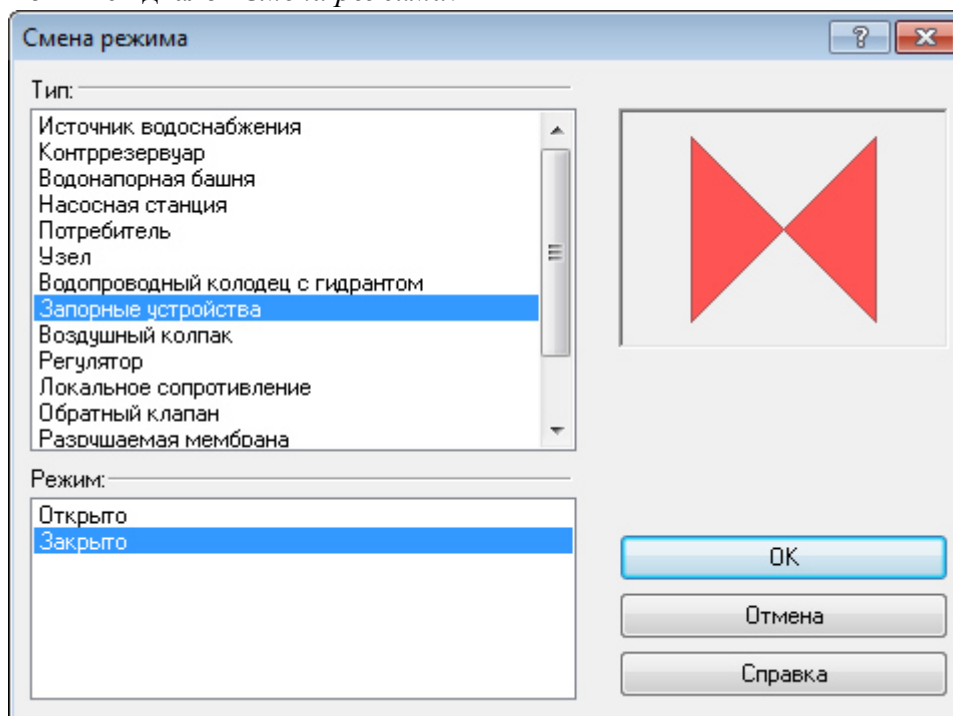 Смена режима
Тип:
Источник водоснабжения
Контррезервуар
Водонапорная башня
Насосная станция
Потребитель
Узел
Водопроводный колодец с гидрантом
Запорные устройства
Воздушный колпак
Регулятор
Локальное сопротивление
Обратный клапан
Разрушаемая мембрана
Режим:
Открыто
Закрыто
OK
Отмена
Справка